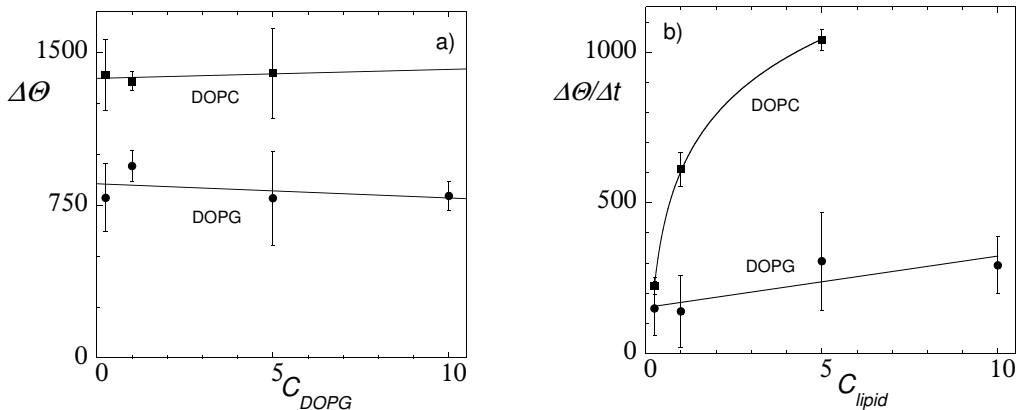 a)
1500
ΔΘ
DOPC
750
DOPG
0
0 5 10
C_DOPG
b)
1000
ΔΘ/Δt
DOPC
500
DOPG
0
0 5 10
C_lipid